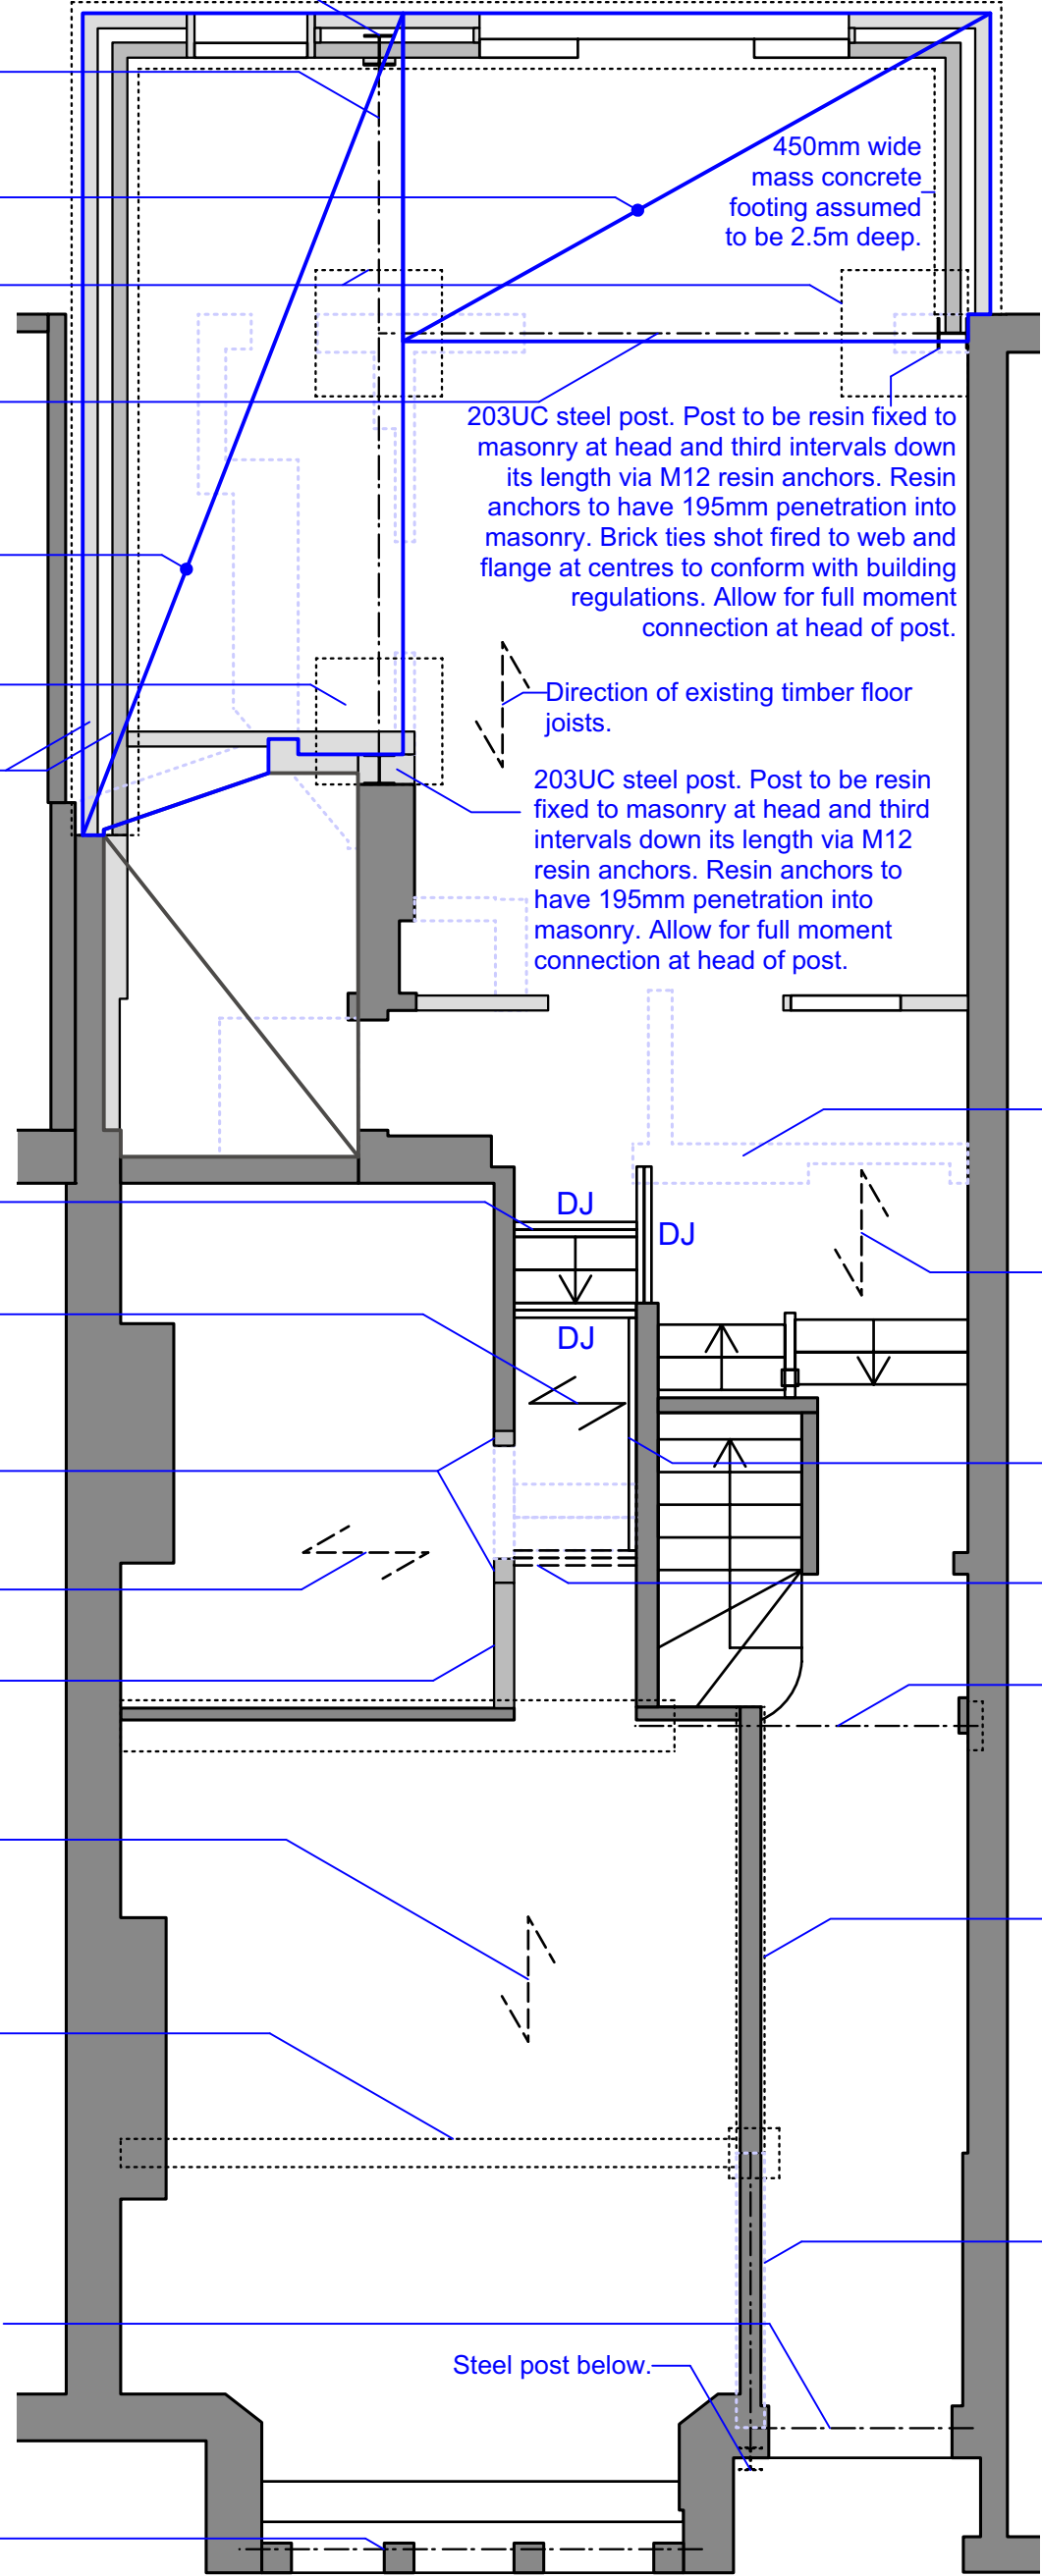 450mm wide
mass concrete
footing assumed
to be 2.5m deep.
203UC steel post. Post to be resin fixed to
masonry at head and third intervals down
its length via M12 resin anchors. Resin
anchors to have 195mm penetration into
masonry. Brick ties shot fired to web and
flange at centres to conform with building
regulations. Allow for full moment
connection at head of post.
Direction of existing timber floor
joists.
203UC steel post. Post to be resin
fixed to masonry at head and third
intervals down its length via M12
resin anchors. Resin anchors to
have 195mm penetration into
masonry. Allow for full moment
connection at head of post.
DJ
DJ
DJ
Steel post below.